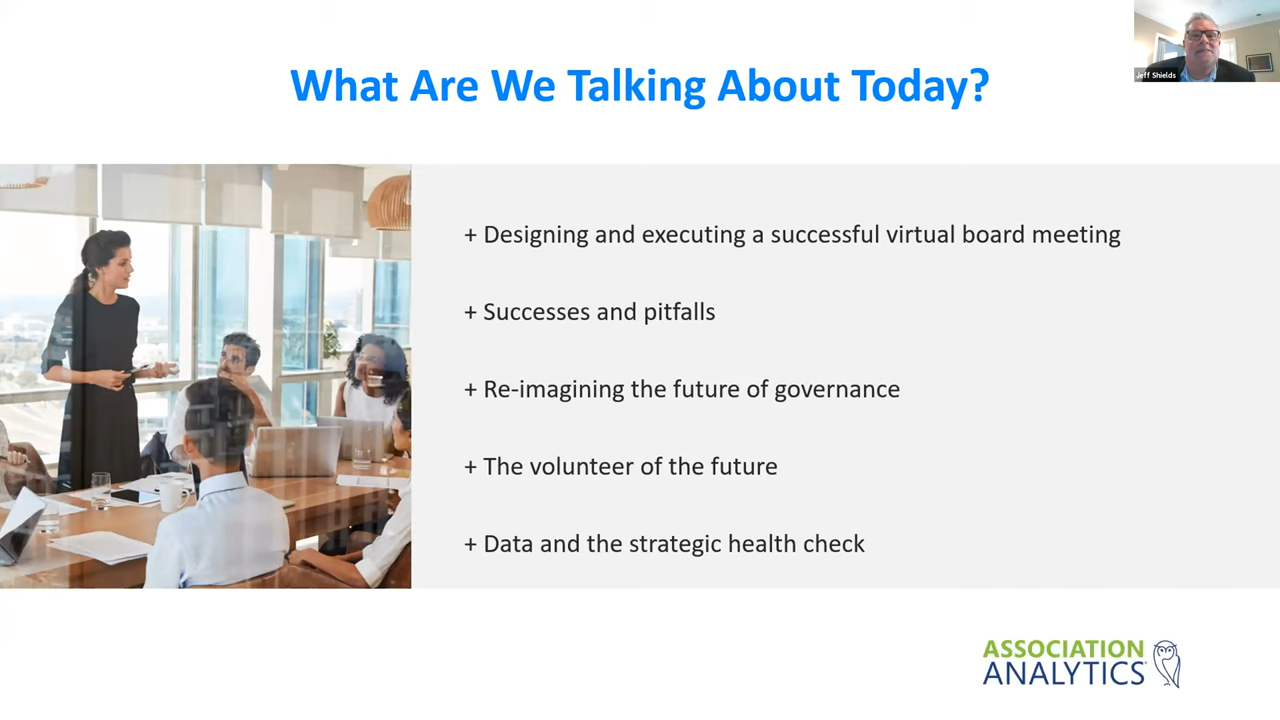 Jeff Shields
What Are We Talking About Today?
+ Designing and executing a successful virtual board meeting
+ Successes and pitfalls
+ Re-imagining the future of governance
+ The volunteer of the future
+ Data and the strategic health check
ASSOCIATION
ANALYTICS